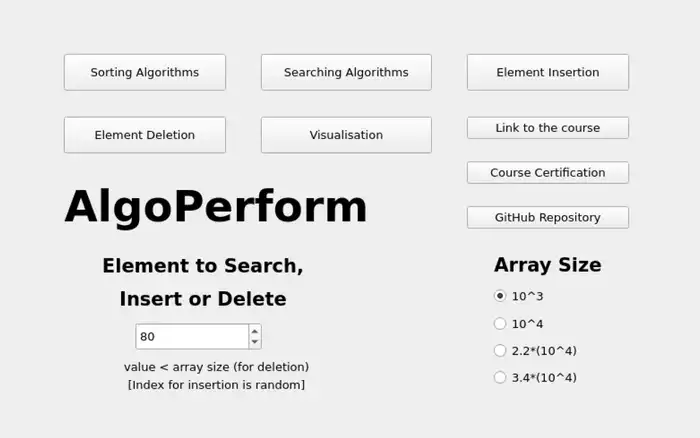 Sorting Algorithms
Searching Algorithms
Element Insertion
Element Deletion
Visualisation
Link to the course
Course Certification
GitHub Repository
AlgoPerform
Element to Search,
Insert or Delete
80
value < array size (for deletion)
[Index for insertion is random]
Array Size
10^3
10^4
2.2*(10^4)
3.4*(10^4)